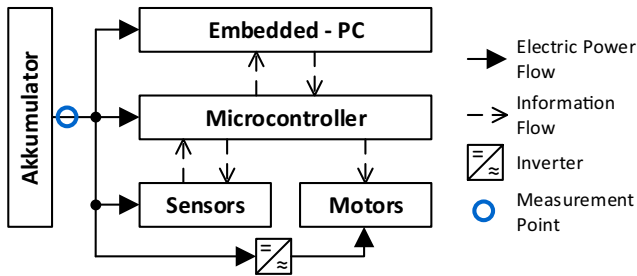 Akkumulator
Embedded - PC
Microcontroller
Sensors
Motors
Electric Power
Flow
Information
Flow
Inverter
Measurement
Point